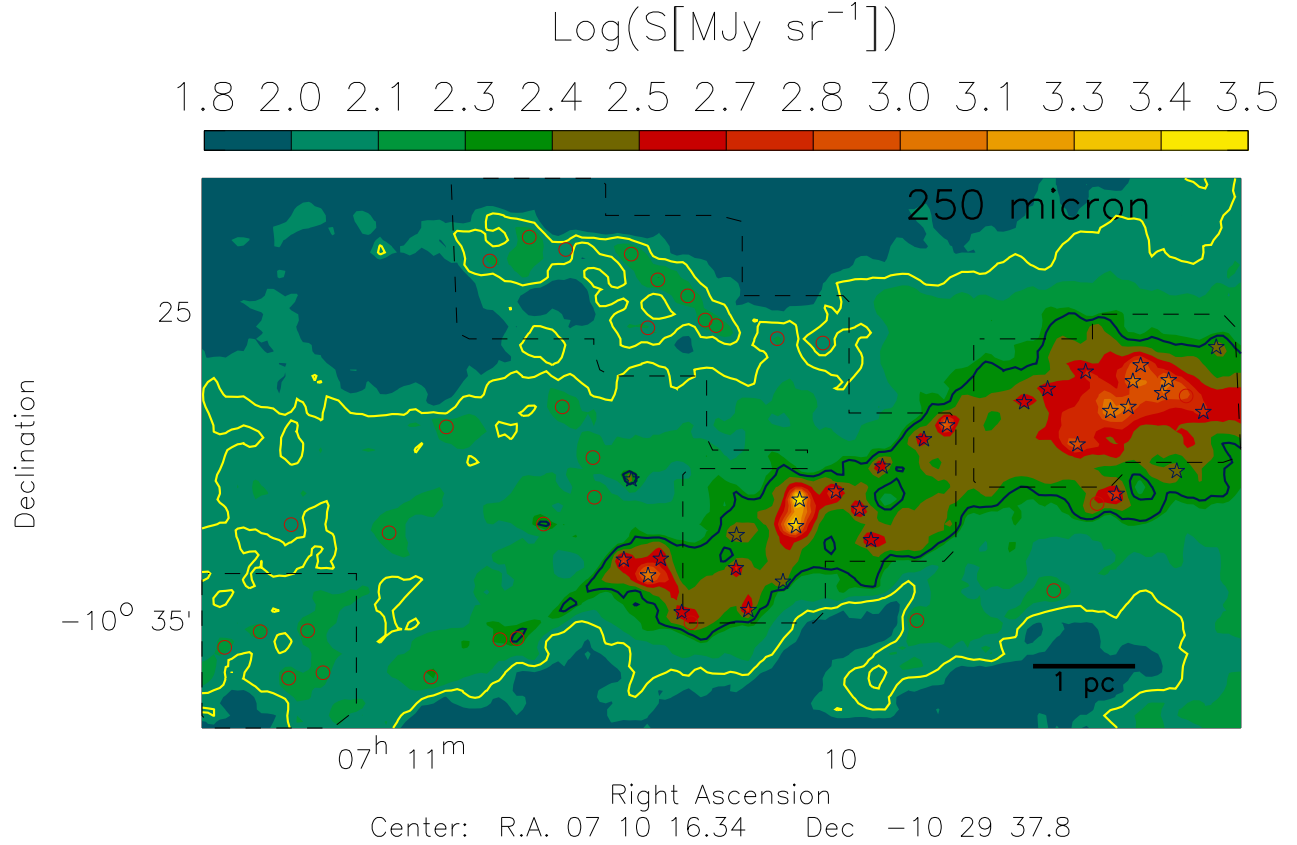 Log(S[MJy sr⁻¹])
1.8 2.0 2.1 2.3 2.4 2.5 2.7 2.8 3.0 3.1 3.3 3.4 3.5
250 micron
25
Declination
-10° 35'
1 pc
07ʰ 11ᵐ 10
Right Ascension
Center: R.A. 07 10 16.34 Dec -10 29 37.8